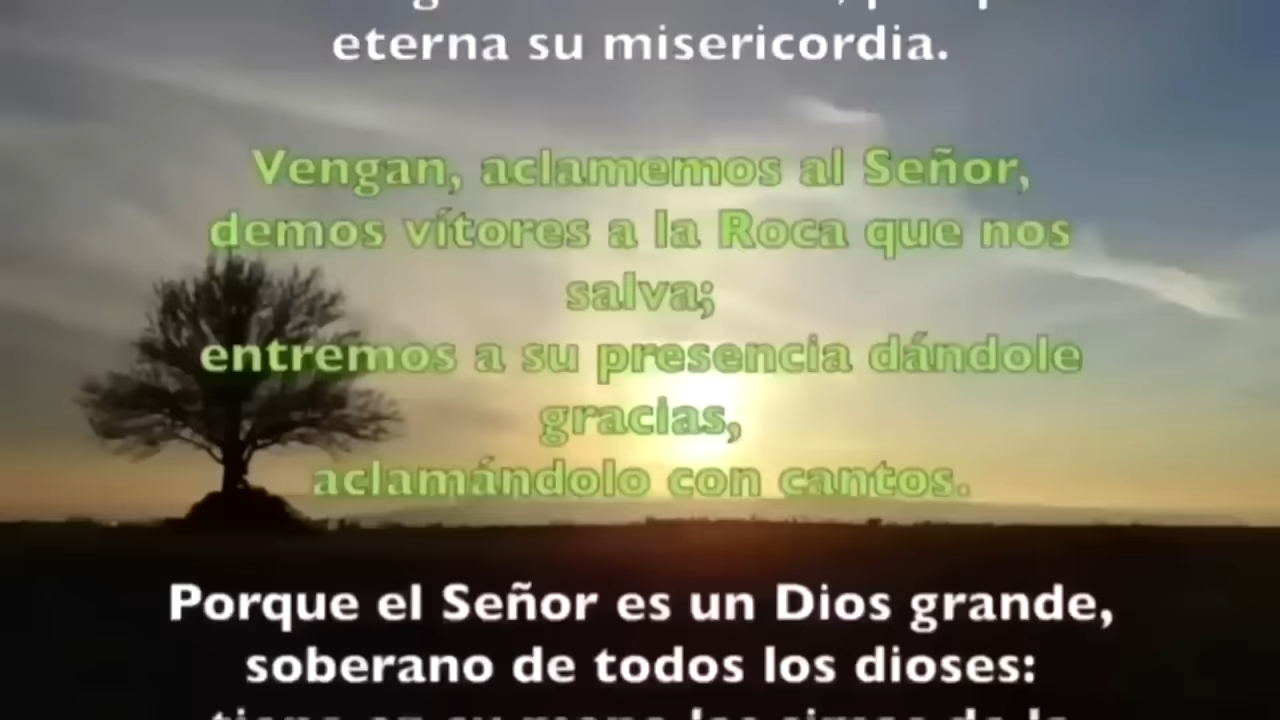 eterna su misericordia.
Vengan, aclamemos al Señor,
demos vítores a la Roca que nos
salva;
entremos a su presencia dándole
gracias,
aclamándolo con cantos.
Porque el Señor es un Dios grande,
soberano de todos los dioses: